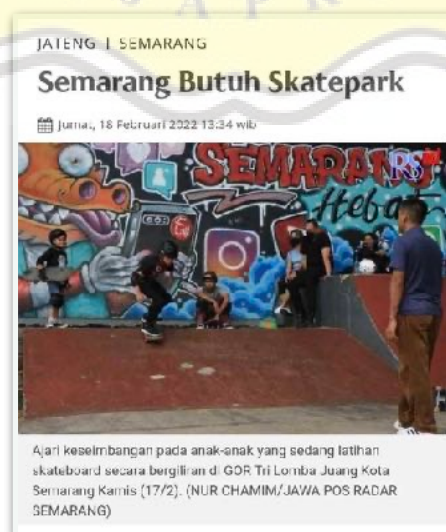 JATENG | SEMARANG
Semarang Butuh Skatepark
Jumat, 18 Februari 2022 13:34 wib
SEMARANG
Hebat
RS
Ajari keseimbangan pada anak-anak yang sedang latihan
skateboard secara bergiliran di GOR Tri Lomba Juang Kota
Semarang Kamis (17/2). (NUR CHAMIM/JAWA POS RADAR
SEMARANG)